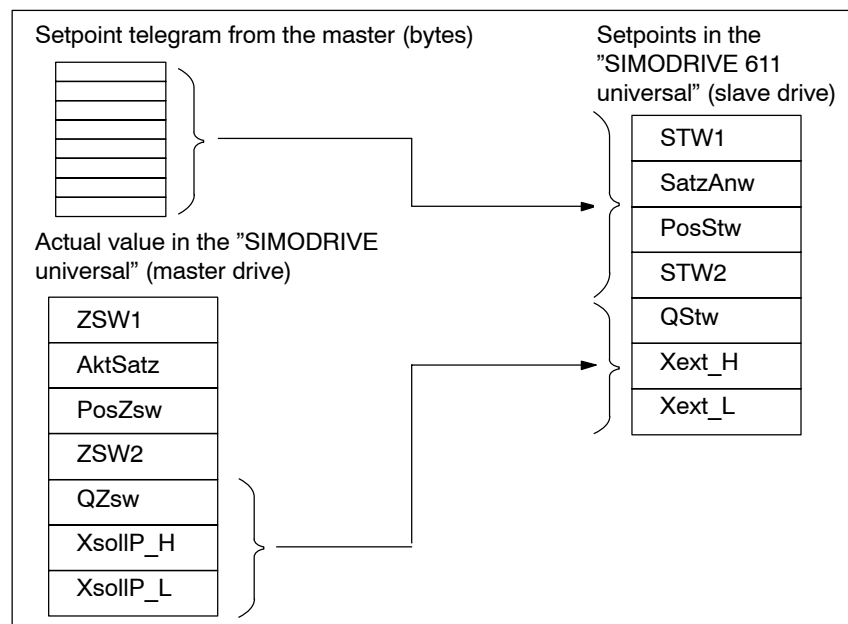 Setpoint telegram from the master (bytes)
Setpoints in the
”SIMODRIVE 611
universal” (slave drive)
STW1
SatzAnw
PosStw
STW2
QStw
Xext_H
Xext_L
Actual value in the ”SIMODRIVE
universal” (master drive)
ZSW1
AktSatz
PosZsw
ZSW2
QZsw
XsollP_H
XsollP_L